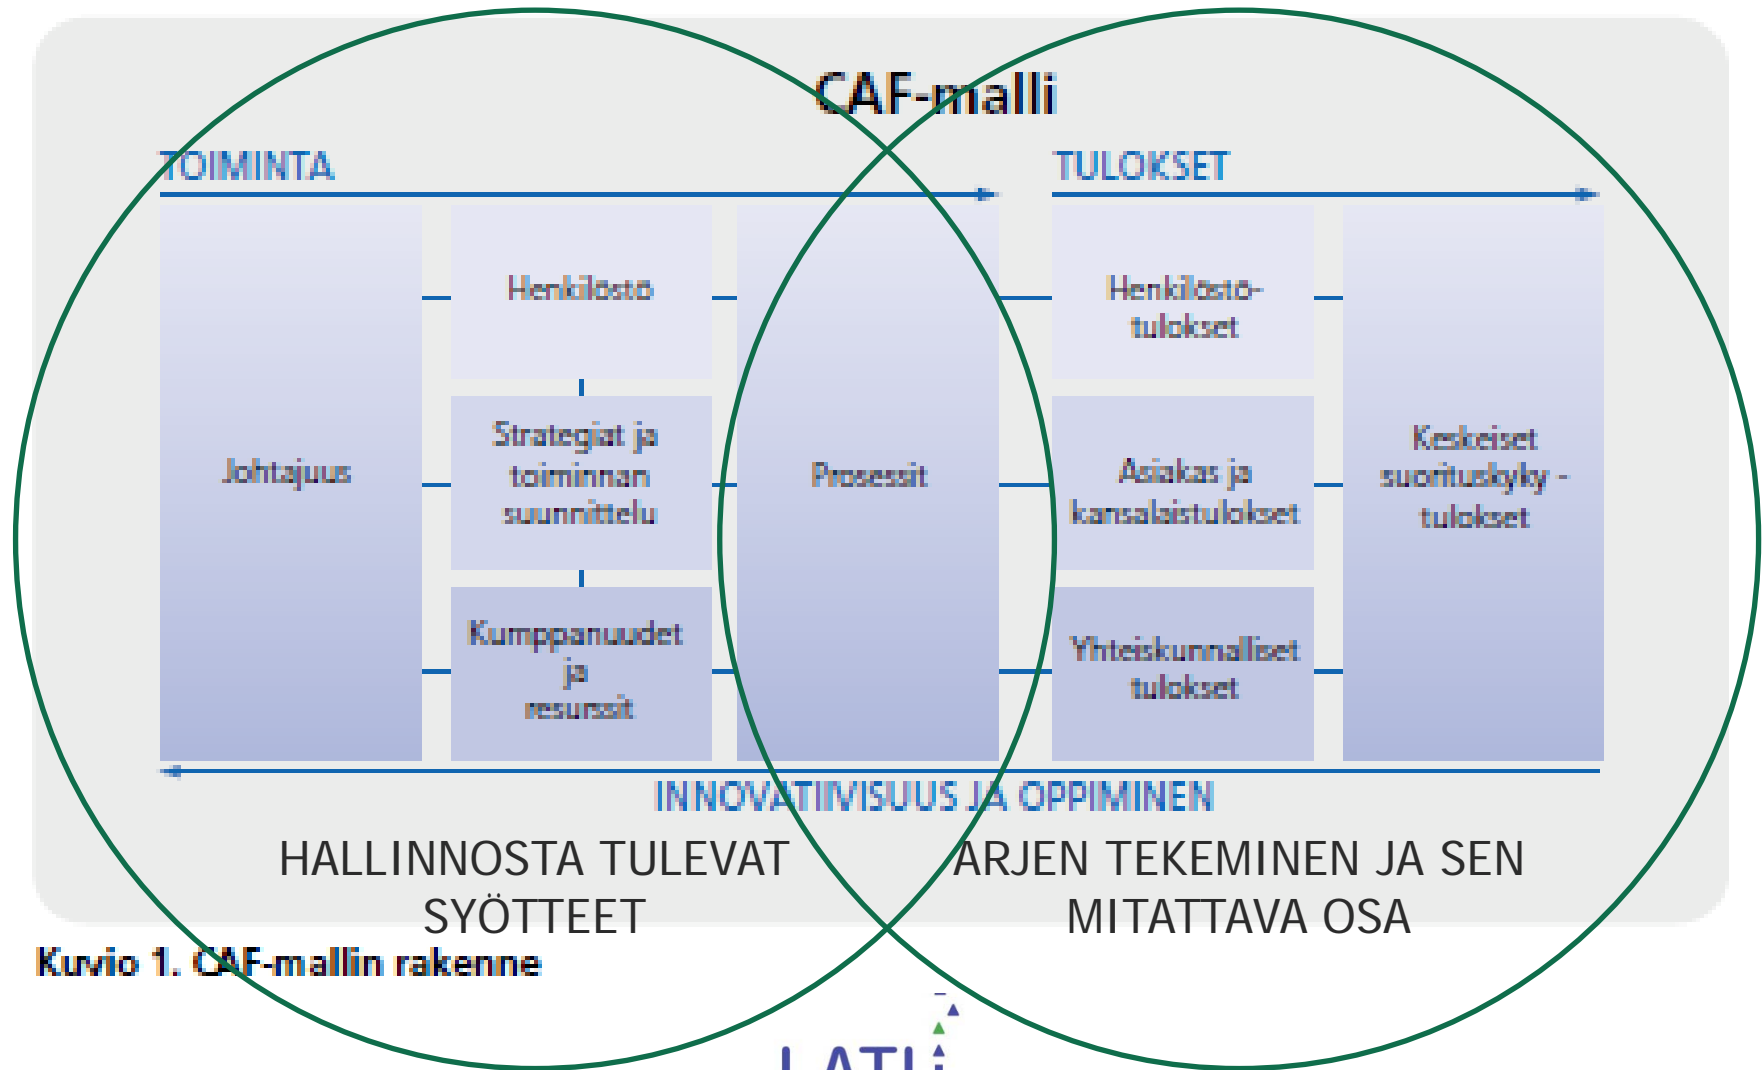 CAF-malli
TOIMINTA
TULOKSET
Johtajuus
Henkilöstö
Strategiat ja
toiminnan
suunnittelu
Kumppanuudet
ja
resurssit
Prosessit
Henkilöstö-
tulokset
Asiakas ja
kansalaistulokset
Yhteiskunnalliset
tulokset
Keskeiset
suorituskyky -
tulokset
INNOVATIIVISUUS JA OPPIMINEN
HALLINNOSTA TULEVAT
SYÖTTEET
ARJEN TEKEMINEN JA SEN
MITATTAVA OSA
Kuvio 1. CAF-mallin rakenne